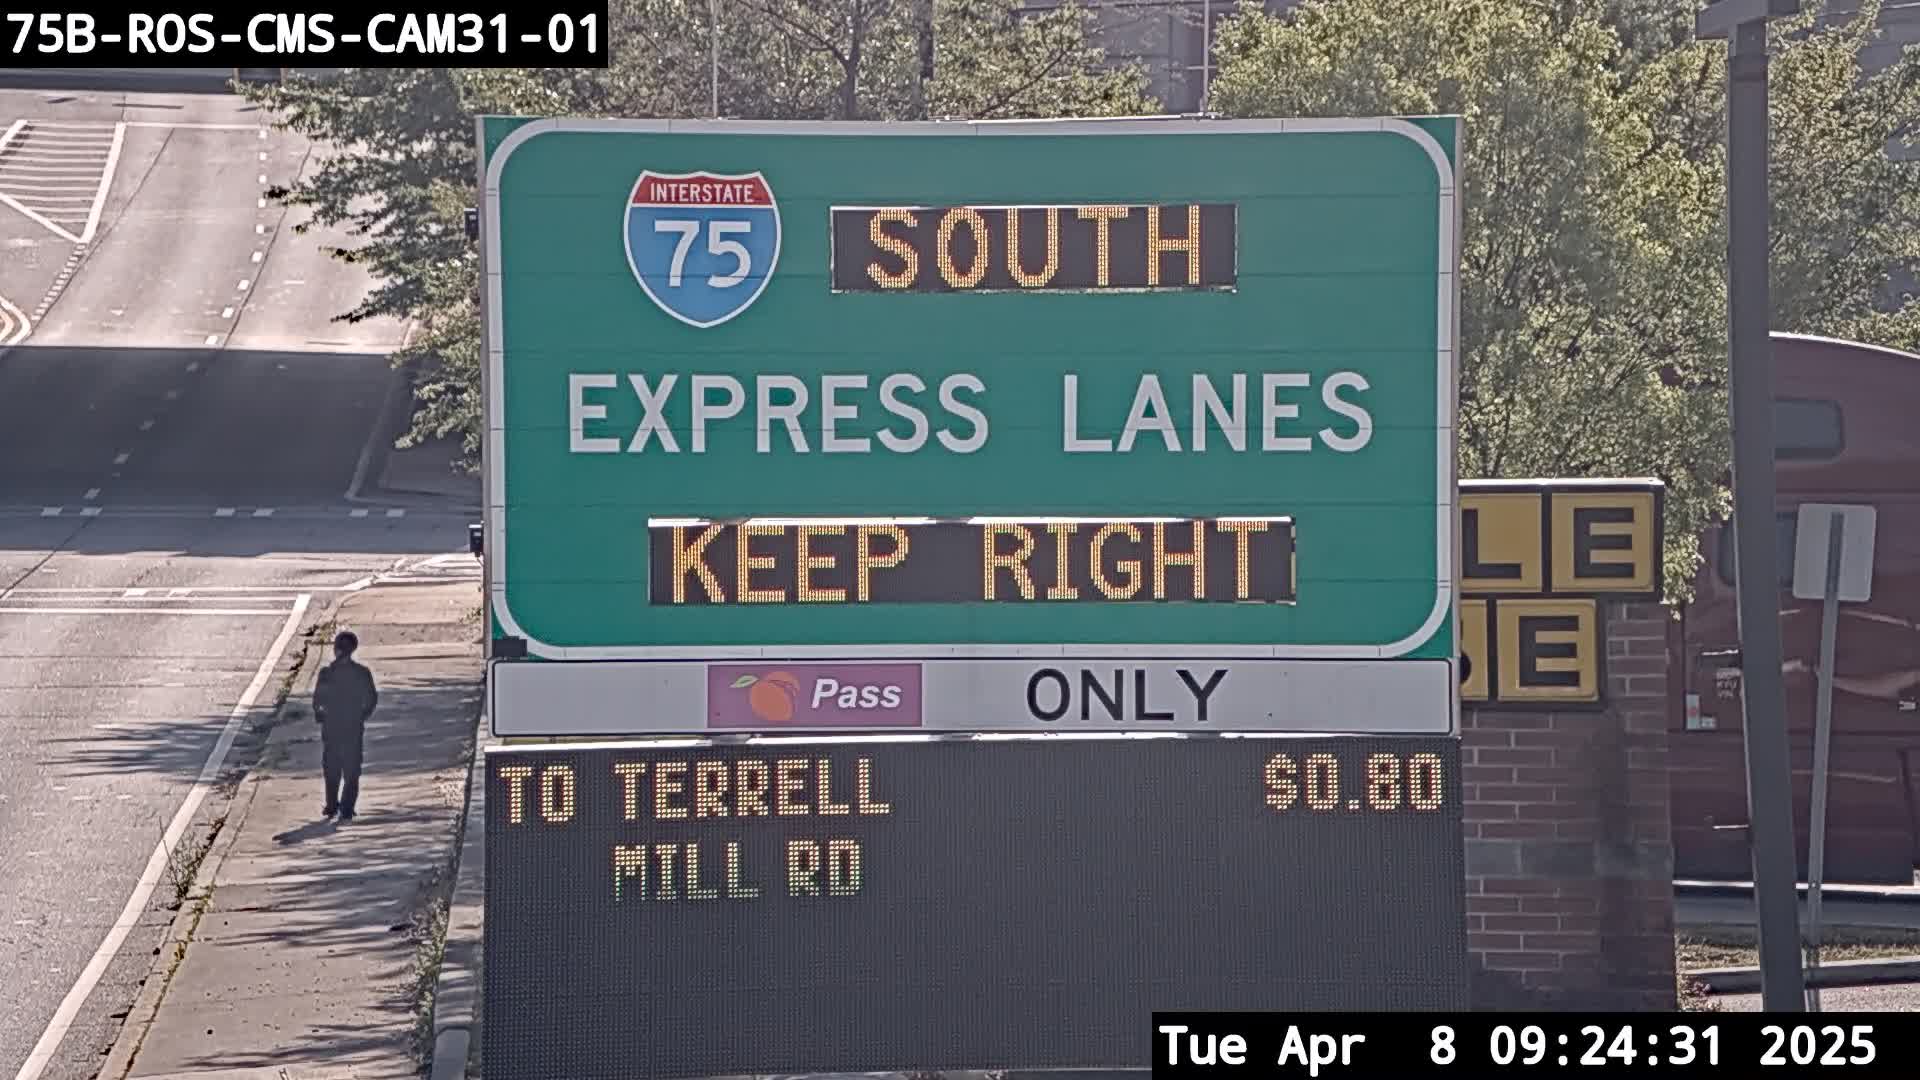 75B-ROS-CMS-CAM31-01
INTERSTATE
75
SOUTH
EXPRESS LANES
KEEP RIGHT
LE
E
Pass ONLY
TO TERRELL $0.80
MILL RD
Tue Apr 8 09:24:31 2025